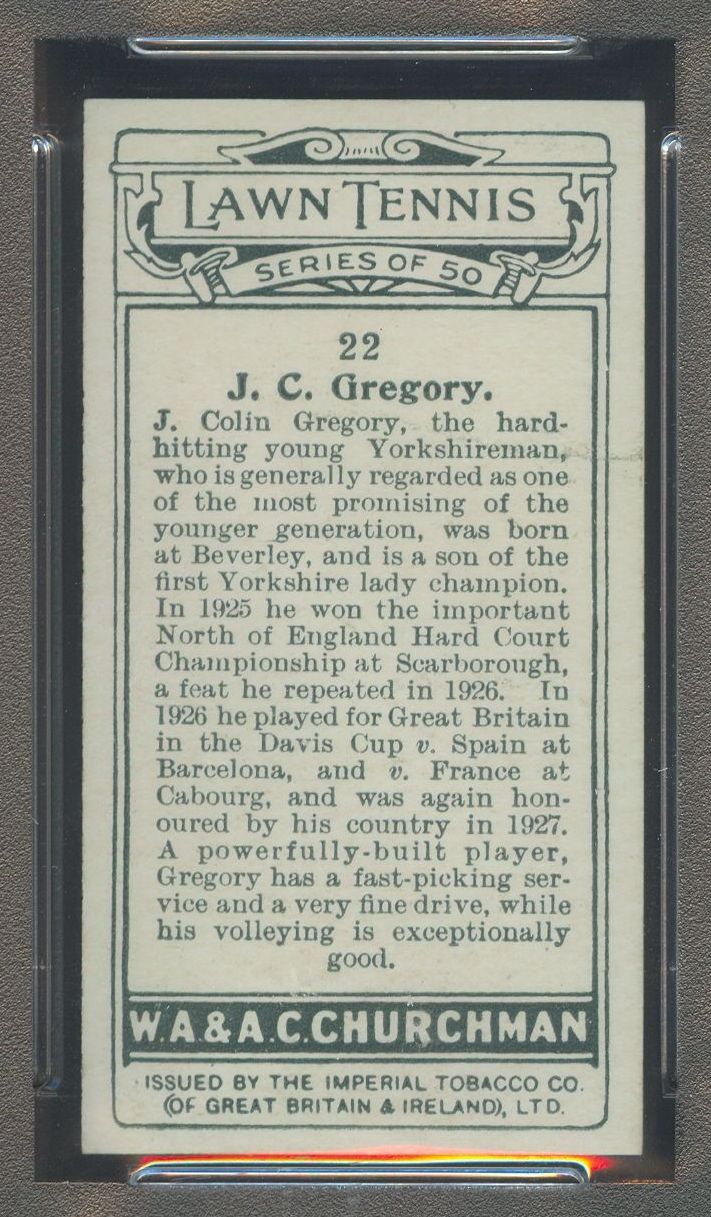 LAWN TENNIS
SERIES OF 50
22
J. C. Gregory.
J. Colin Gregory, the hard-
hitting young Yorkshireman,
who is generally regarded as one
of the most promising of the
younger generation, was born
at Beverley, and is a son of the
first Yorkshire lady champion.
In 1925 he won the important
North of England Hard Court
Championship at Scarborough,
a feat he repeated in 1926. In
1926 he played for Great Britain
in the Davis Cup v. Spain at
Barcelona, and v. France at
Cabourg, and was again hon-
oured by his country in 1927.
A powerfully-built player,
Gregory has a fast-picking ser-
vice and a very fine drive, while
his volleying is exceptionally
good.
W.A & A.C. CHURCHMAN
ISSUED BY THE IMPERIAL TOBACCO CO.
(OF GREAT BRITAIN & IRELAND), LTD.